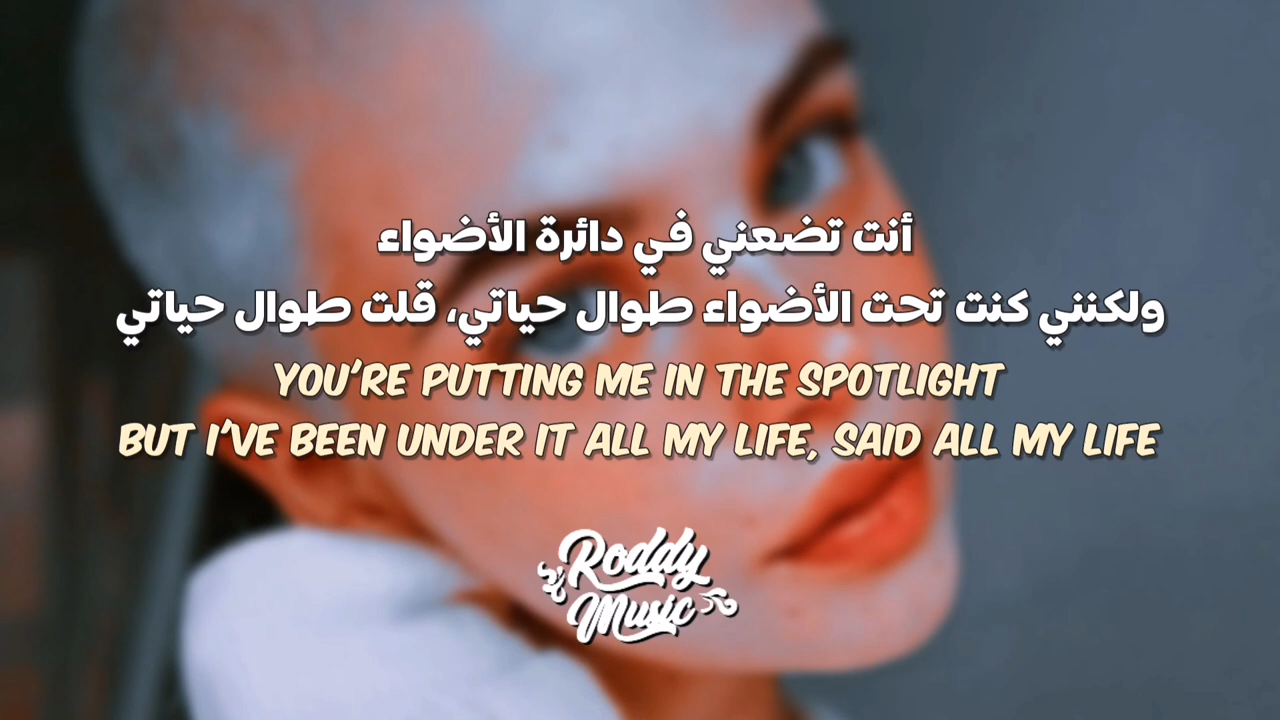 أنت تضعني في دائرة الأضواء
ولكنني كنت تحت الأضواء طوال حياتي، قلت طوال حياتي
YOU'RE PUTTING ME IN THE SPOTLIGHT
BUT I'VE BEEN UNDER IT ALL MY LIFE, SAID ALL MY LIFE
Roddy
Music